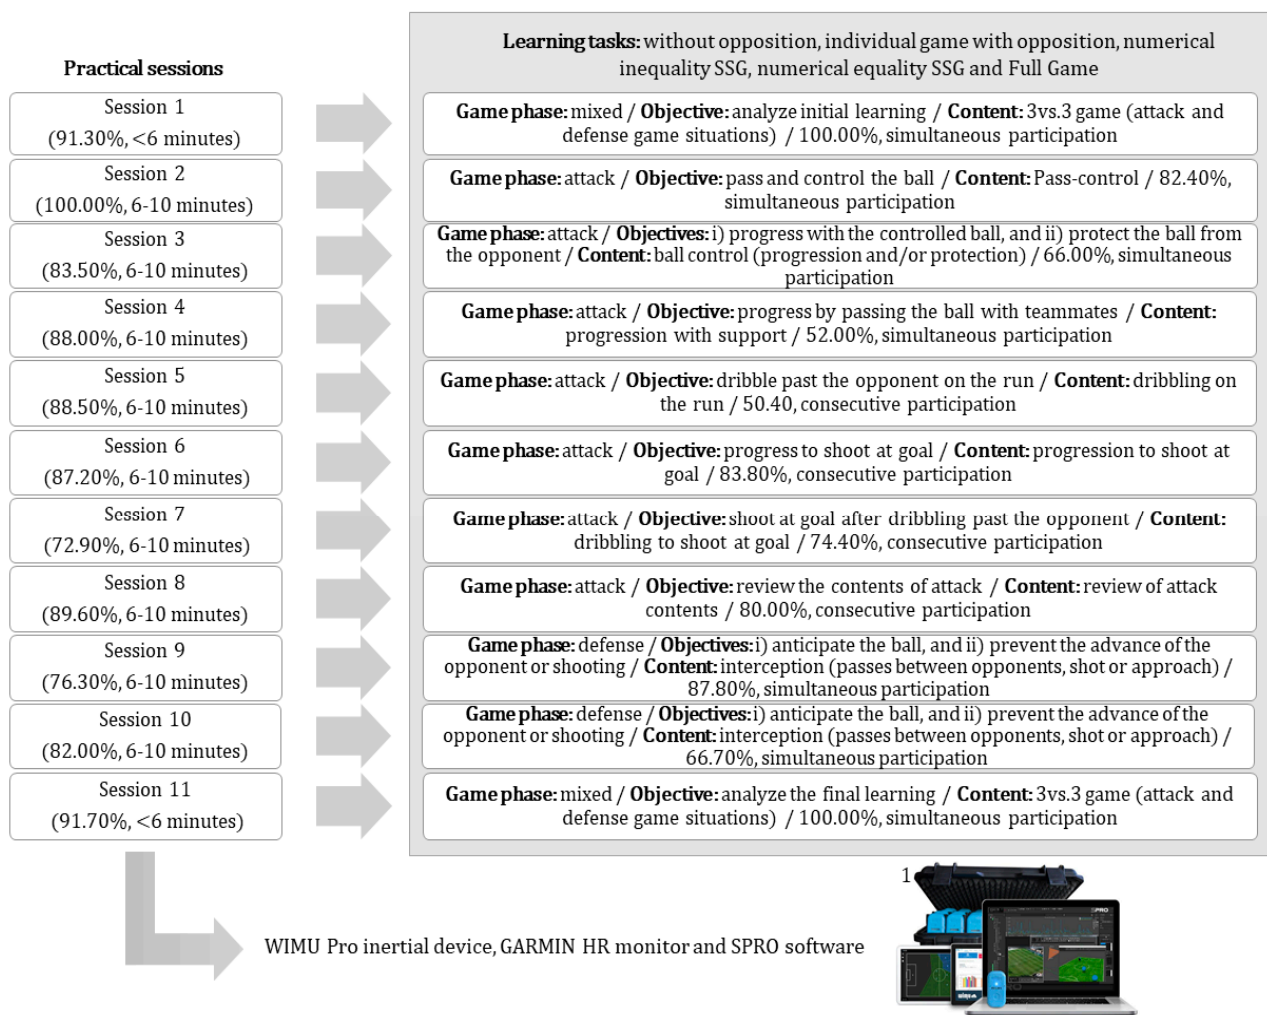 Learning tasks: without opposition, individual game with opposition, numerical
inequality SSG, numerical equality SSG and Full Game
Practical sessions
Session 1
(91.30%, <6 minutes)
Game phase: mixed / Objective: analyze initial learning / Content: 3vs.3 game (attack and
defense game situations) / 100.00%, simultaneous participation
Session 2
(100.00%, 6-10 minutes)
Game phase: attack / Objective: pass and control the ball / Content: Pass-control / 82.40%,
simultaneous participation
Session 3
(83.50%, 6-10 minutes)
Game phase: attack / Objectives: i) progress with the controlled ball, and ii) protect the ball from
the opponent / Content: ball control (progression and/or protection) / 66.00%, simultaneous
participation
Session 4
(88.00%, 6-10 minutes)
Game phase: attack / Objective: progress by passing the ball with teammates / Content:
progression with support / 52.00%, simultaneous participation
Session 5
(88.50%, 6-10 minutes)
Game phase: attack / Objective: dribble past the opponent on the run / Content: dribbling on
the run / 50.40, consecutive participation
Session 6
(87.20%, 6-10 minutes)
Game phase: attack / Objective: progress to shoot at goal / Content: progression to shoot at
goal / 83.80%, consecutive participation
Session 7
(72.90%, 6-10 minutes)
Game phase: attack / Objective: shoot at goal after dribbling past the opponent / Content:
dribbling to shoot at goal / 74.40%, consecutive participation
Session 8
(89.60%, 6-10 minutes)
Game phase: attack / Objective: review the contents of attack / Content: review of attack
contents / 80.00%, consecutive participation
Session 9
(76.30%, 6-10 minutes)
Game phase: defense / Objectives: i) anticipate the ball, and ii) prevent the advance of the
opponent or shooting / Content: interception (passes between opponents, shot or approach) /
87.80%, simultaneous participation
Session 10
(82.00%, 6-10 minutes)
Game phase: defense / Objectives: i) anticipate the ball, and ii) prevent the advance of the
opponent or shooting / Content: interception (passes between opponents, shot or approach) /
66.70%, simultaneous participation
Session 11
(91.70%, <6 minutes)
Game phase: mixed / Objective: analyze the final learning / Content: 3vs.3 game (attack and
defense game situations) / 100.00%, simultaneous participation
1
WIMU Pro inertial device, GARMIN HR monitor and SPRO software